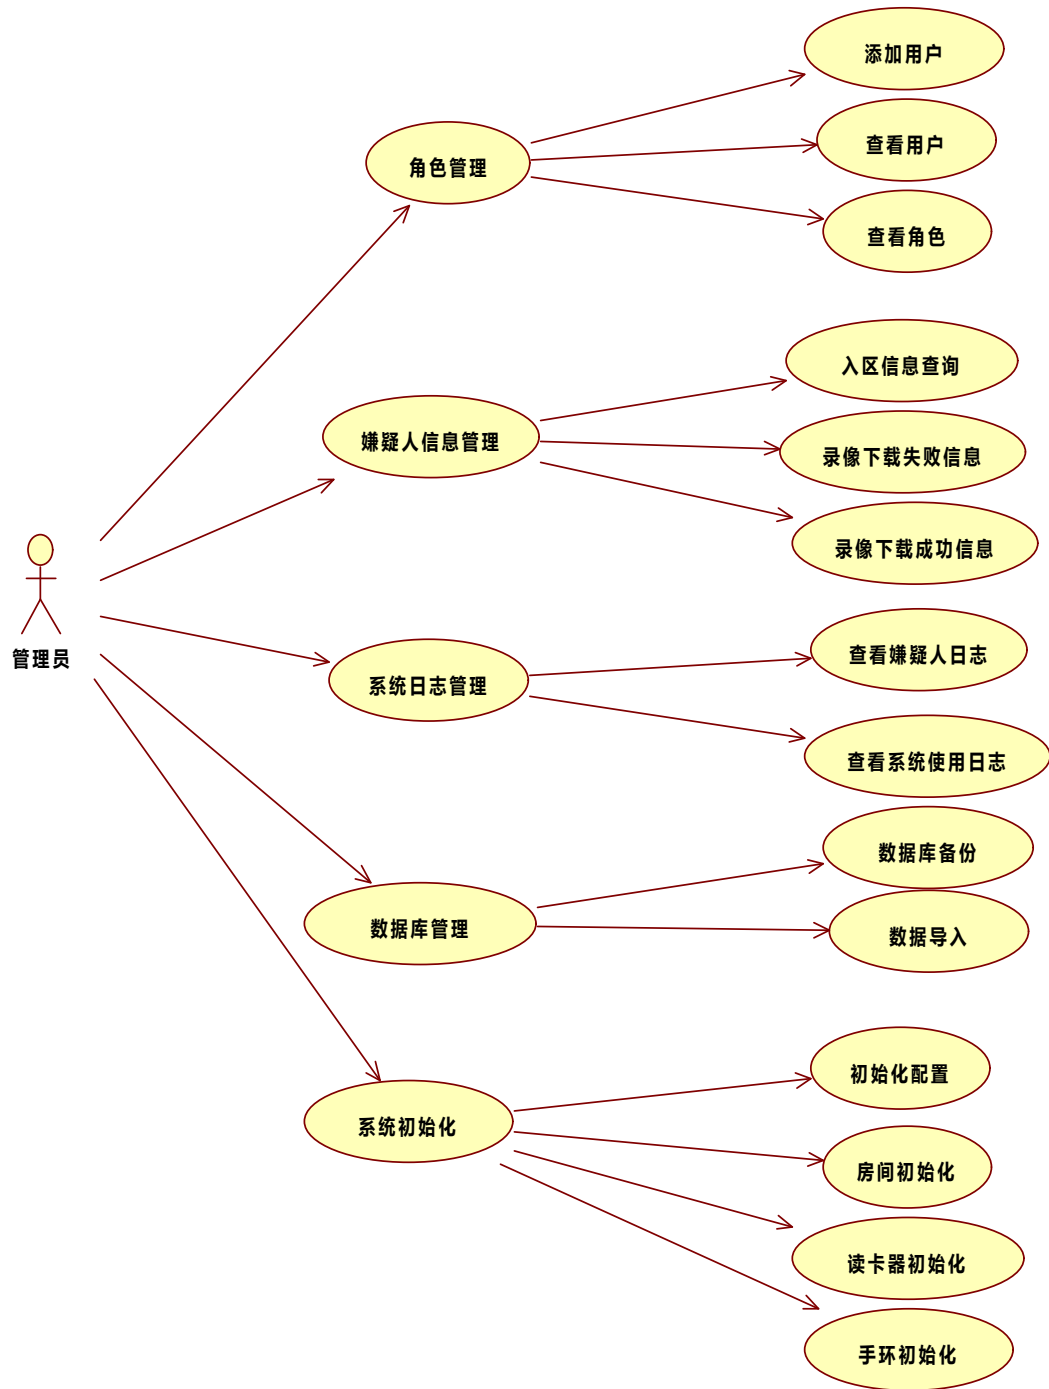 添加用户
查看用户
角色管理
查看角色
入区信息查询
嫌疑人信息管理
录像下载失败信息
录像下载成功信息
管理员
查看嫌疑人日志
系统日志管理
查看系统使用日志
数据库备份
数据库管理
数据导入
初始化配置
系统初始化
房间初始化
读卡器初始化
手环初始化